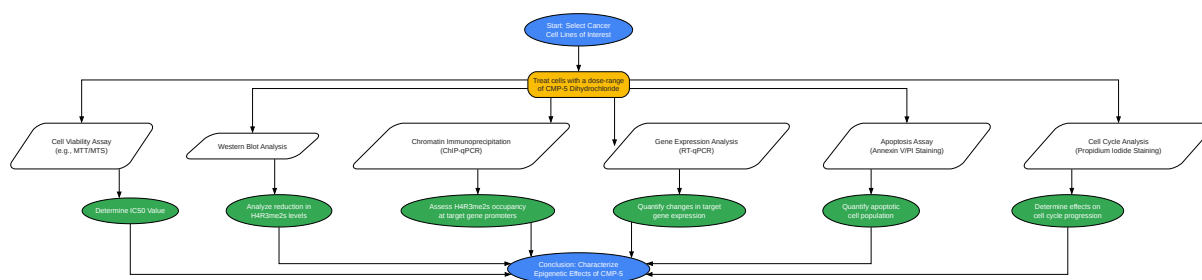 Start: Select Cancer
Cell Lines of Interest
Treat cells with a dose-range
of CMP-5 Dihydrochloride
Cell Viability Assay
(e.g., MTT/MTS)
Western Blot Analysis
Chromatin Immunoprecipitation
(ChIP-qPCR)
Gene Expression Analysis
(RT-qPCR)
Apoptosis Assay
(Annexin V/PI Staining)
Cell Cycle Analysis
(Propidium Iodide Staining)
Determine IC50 Value
Analyze reduction in
H4R3me2s levels
Assess H4R3me2s occupancy
at target gene promoters
Quantify changes in target
gene expression
Quantify apoptotic
cell population
Determine effects on
cell cycle progression
Conclusion: Characterize
Epigenetic Effects of CMP-5